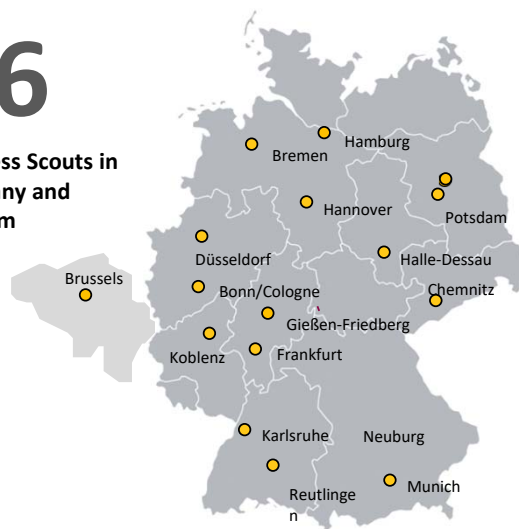 6
ss Scouts in
ny and
m
Hamburg
Bremen
Hannover
Potsdam
Düsseldorf
Halle-Dessau
Brussels
Bonn/Cologne
Chemnitz
Gießen-Friedberg
Koblenz
Frankfurt
Karlsruhe
Neuburg
Munich
Reutlinge
n